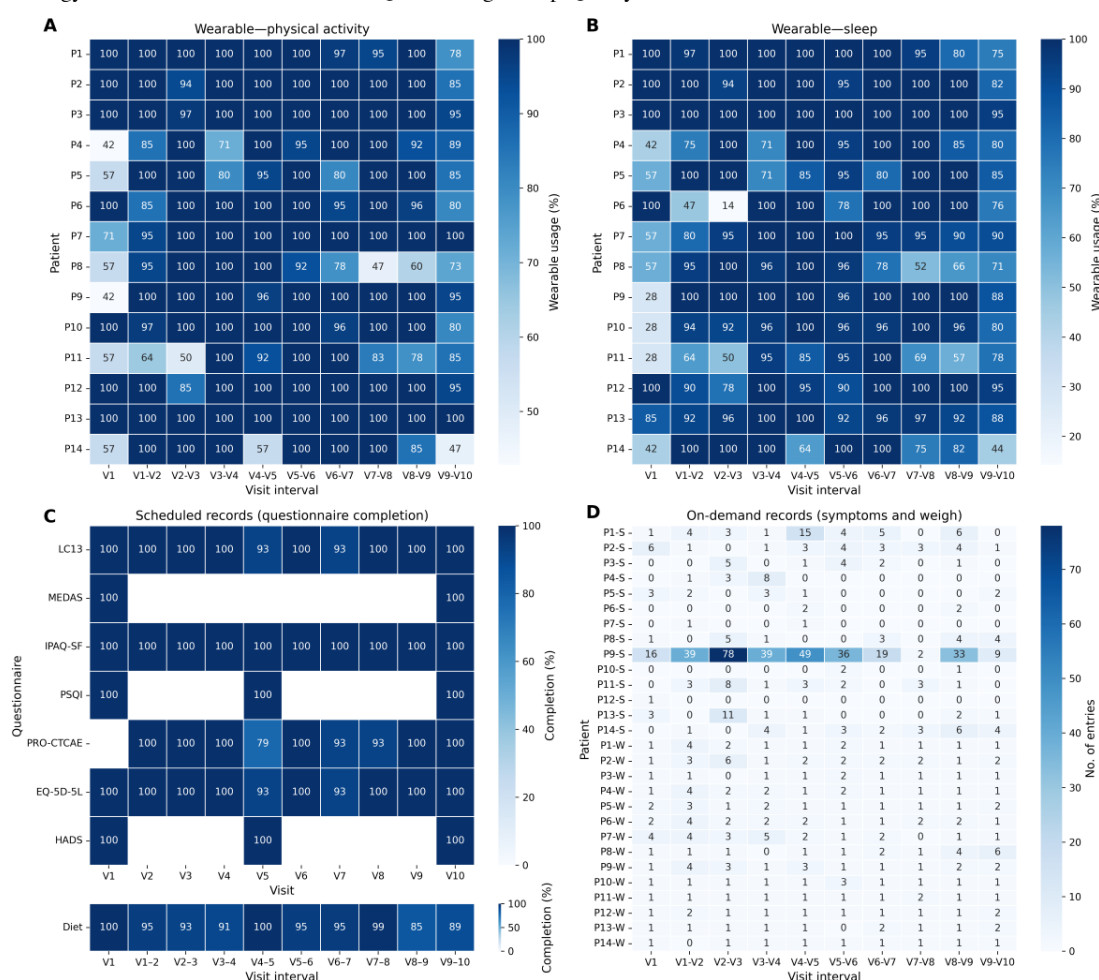 A
Wearable—physical activity
Patient
P1 100 100 100 100 100 100 97 95 100 78
P2 100 100 94 100 100 100 100 100 100 85
P3 100 100 97 100 100 100 100 100 100 95
P4 42 85 100 71 100 95 100 100 92 89
P5 57 100 100 80 95 100 80 100 100 85
P6 100 85 100 100 100 100 95 100 96 80
P7 71 95 100 100 100 100 100 100 100 100
P8 57 95 100 100 100 92 78 47 60 73
P9 42 100 100 100 96 100 100 100 100 95
P10 100 97 100 100 100 100 96 100 100 80
P11 57 64 50 100 92 100 100 83 78 85
P12 100 100 85 100 100 100 100 100 100 95
P13 100 100 100 100 100 100 100 100 100 100
P14 57 100 100 100 57 100 100 100 85 47
V1 V1-V2 V2-V3 V3-V4 V4-V5 V5-V6 V6-V7 V7-V8 V8-V9 V9-V10
Visit interval
100
90
80
70
60
50
Wearable usage (%)
B
Wearable—sleep
Patient
P1 100 97 100 100 100 100 100 95 80 75
P2 100 100 94 100 100 95 100 100 100 82
P3 100 100 100 100 100 100 100 100 100 95
P4 42 75 100 71 100 95 100 100 85 80
P5 57 100 100 71 85 95 80 100 100 85
P6 100 47 14 100 100 78 100 100 100 76
P7 57 80 95 100 100 100 95 95 90 90
P8 57 95 100 96 100 96 78 52 66 71
P9 28 100 100 100 100 96 100 100 100 88
P10 28 94 92 96 100 96 96 100 96 80
P11 28 64 50 95 85 95 100 69 57 78
P12 100 90 78 100 95 90 100 100 100 95
P13 85 92 96 100 100 92 96 97 92 88
P14 42 100 100 100 64 100 100 75 82 44
V1 V1-V2 V2-V3 V3-V4 V4-V5 V5-V6 V6-V7 V7-V8 V8-V9 V9-V10
Visit interval
100
90
80
70
60
50
40
30
20
Wearable usage (%)
C
Scheduled records (questionnaire completion)
Questionnaire
LC13 100 100 100 100 93 100 93 100 100 100
MEDAS 100 100
IPAQ-SF 100 100 100 100 100 100 100 100 100 100
PSQI 100 100 100
PRO-CTCAE 100 100 100 79 100 93 93 100 100
EQ-5D-5L 100 100 100 100 93 100 93 100 100 100
HADS 100 100 100
V1 V2 V3 V4 V5 V6 V7 V8 V9 V10
Visit
100
80
60
40
20
0
Completion (%)
Diet 100 95 93 91 100 95 95 99 85 89
V1 V1–2 V2–3 V3–4 V4–5 V5–6 V6–7 V7–8 V8–9 V9–10
Visit interval
100
50
0
Completion (%)
D
On-demand records (symptoms and weigh)
Patient
P1-S 1 4 3 1 15 4 5 0 6 0
P2-S 6 1 0 1 3 4 3 3 4 1
P3-S 0 0 5 0 1 4 2 0 1 0
P4-S 0 1 3 8 0 0 0 0 0 0
P5-S 3 2 0 3 1 0 0 0 0 2
P6-S 0 0 0 0 2 0 0 0 2 0
P7-S 0 1 0 0 1 0 0 0 0 0
P8-S 1 0 5 1 0 0 3 0 4 4
P9-S 16 39 78 39 49 36 19 2 33 9
P10-S 0 0 0 0 0 2 0 0 1 0
P11-S 0 3 8 1 3 2 0 3 1 0
P12-S 1 0 0 0 0 0 0 0 0 0
P13-S 3 0 11 1 1 0 0 0 2 1
P14-S 0 0 0 4 1 3 2 3 6 4
P1-W 1 4 2 1 1 2 1 1 1 1
P2-W 1 3 6 1 2 2 2 1 2 2
P3-W 1 1 0 1 1 2 1 1 1 1
P4-W 1 4 2 2 1 1 1 1 1 1
P5-W 2 3 1 2 1 1 1 1 1 2
P6-W 2 4 2 2 2 1 1 2 2 1
P7-W 4 4 3 5 2 1 2 0 1 1
P8-W 1 1 1 0 1 1 2 1 4 6
P9-W 1 4 3 1 3 1 1 1 2 2
P10-W 1 1 1 1 1 3 1 1 1 1
P11-W 1 1 1 1 1 1 1 2 1 1
P12-W 1 2 1 1 1 1 1 1 1 2
P13-W 1 1 1 1 1 0 2 1 1 2
P14-W 1 0 1 1 1 1 1 1 1 1
V1 V1-V2 V2-V3 V3-V4 V4-V5 V5-V6 V6-V7 V7-V8 V8-V9 V9-V10
Visit interval
70
60
50
40
30
20
10
0
No. of entries